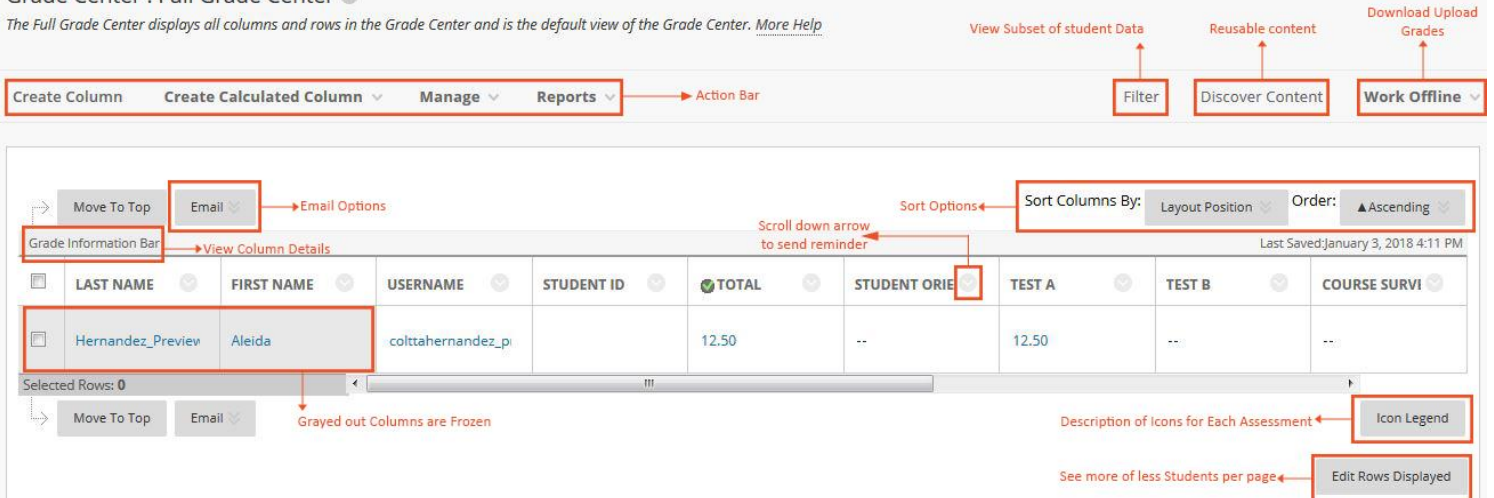 Grade Center : Full Grade Center
The Full Grade Center displays all columns and rows in the Grade Center and is the default view of the Grade Center. More Help
View Subset of student Data
Reusable content
Download Upload
Grades
Create Column Create Calculated Column Manage Reports
Action Bar
Filter
Discover Content
Work Offline
Move To Top Email
Email Options
Sort Options
Sort Columns By: Layout Position Order: ▲Ascending
Scroll down arrow
to send reminder
Grade Information Bar
View Column Details
Last Saved:January 3, 2018 4:11 PM
LAST NAME FIRST NAME USERNAME STUDENT ID TOTAL STUDENT ORIE TEST A TEST B COURSE SURVI
Hernandez_Preview Aleida colttahernandez_p 12.50 -- 12.50 -- --
Selected Rows: 0
Move To Top Email
Grayed out Columns are Frozen
Description of Icons for Each Assessment
Icon Legend
See more of less Students per page
Edit Rows Displayed